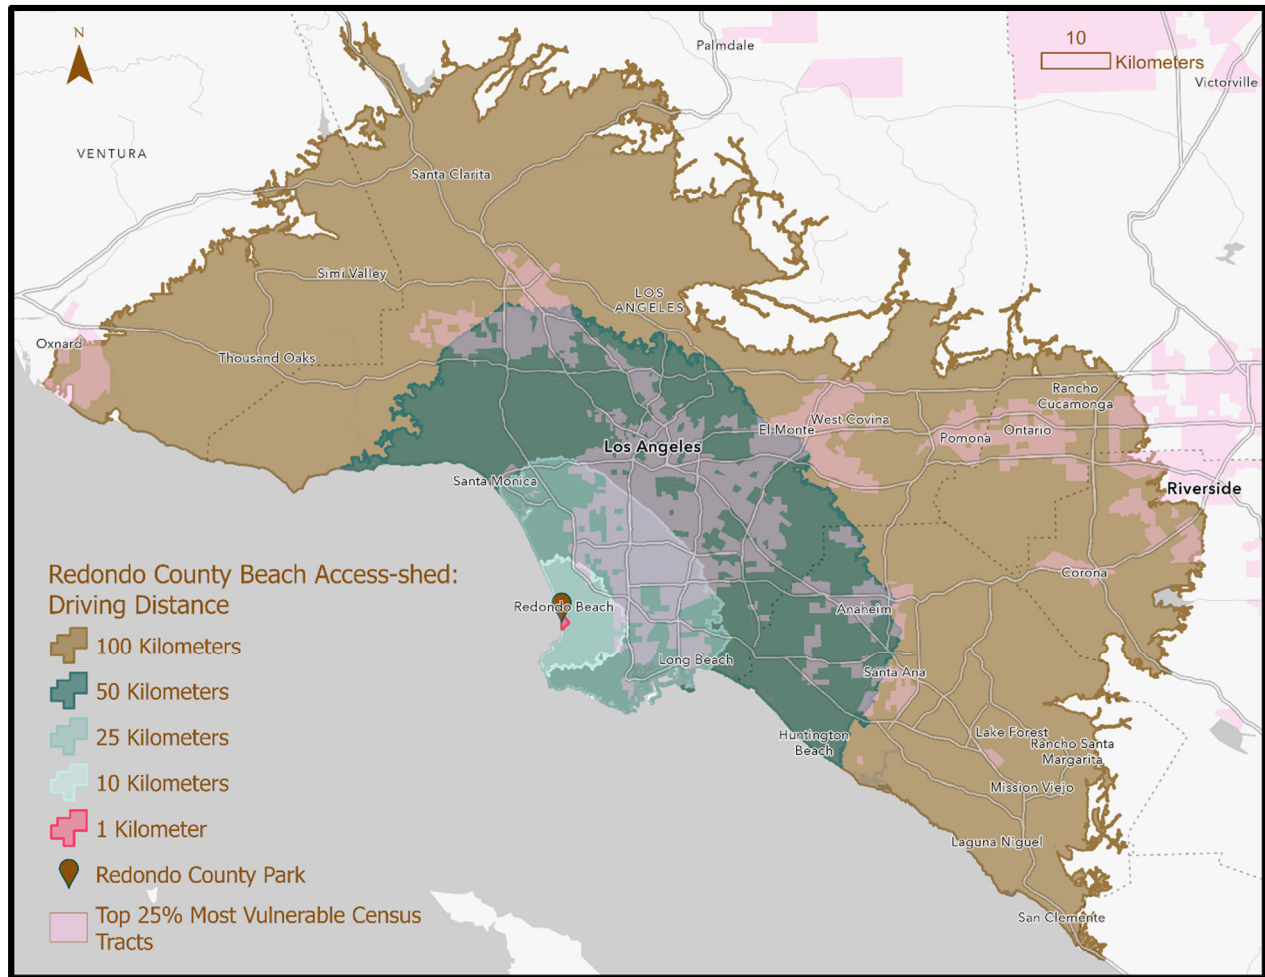 N
Palmdale
10
Kilometers
Victorville
VENTURA
Santa Clarita
Simi Valley
LOS
ANGELES
Oxnard
Thousand Oaks
Rancho
Cucamonga
West Covina
El Monte
Pomona
Ontario
Los Angeles
Santa Monica
Riverside
Corona
Redondo Beach
Anaheim
Long Beach
Santa Ana
Huntington
Beach
Lake Forest
Rancho Santa
Margarita
Mission Viejo
Laguna Niguel
San Clemente
Redondo County Beach Access-shed:
Driving Distance
100 Kilometers
50 Kilometers
25 Kilometers
10 Kilometers
1 Kilometer
Redondo County Park
Top 25% Most Vulnerable Census
Tracts